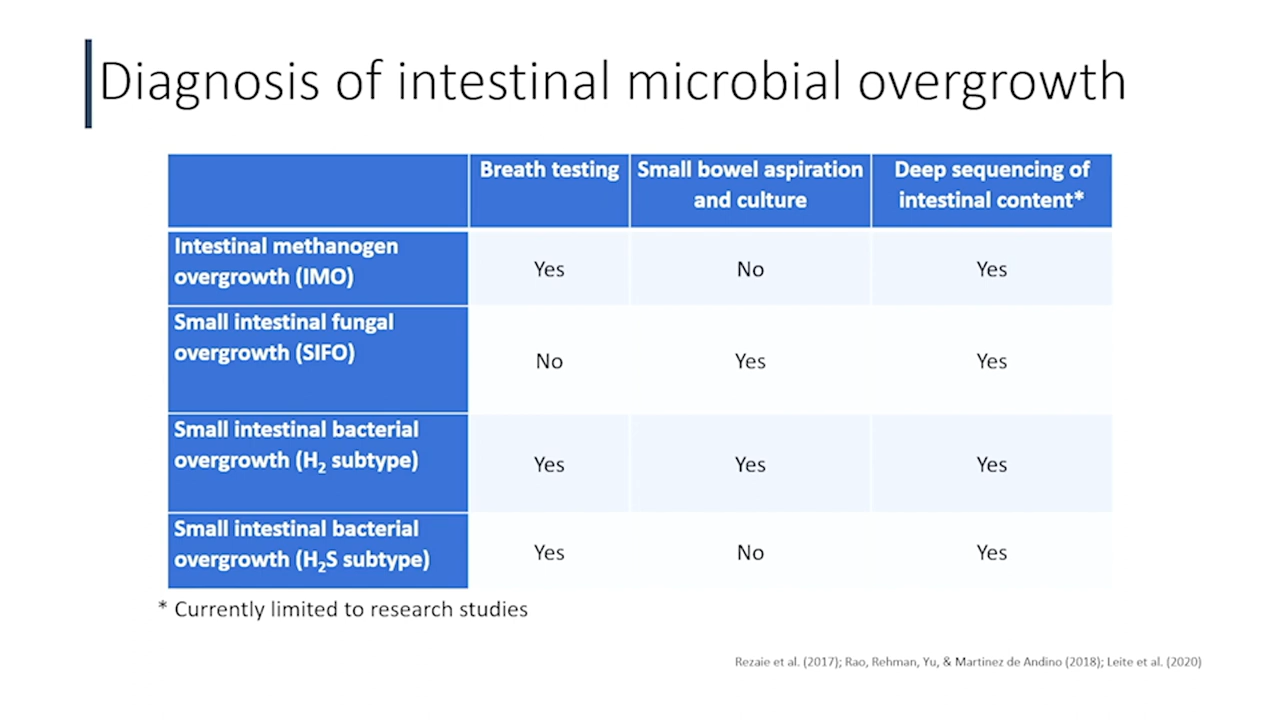 Diagnosis of intestinal microbial overgrowth
Breath testing
Small bowel aspiration
and culture
Deep sequencing of
intestinal content*
Intestinal methanogen
overgrowth (IMO)
Yes
No
Yes
Small intestinal fungal
overgrowth (SIFO)
No
Yes
Yes
Small intestinal bacterial
overgrowth (H₂ subtype)
Yes
Yes
Yes
Small intestinal bacterial
overgrowth (H₂S subtype)
Yes
No
Yes
* Currently limited to research studies
Rezaie et al. (2017); Rao, Rehman, Yu, & Martinez de Andino (2018); Leite et al. (2020)